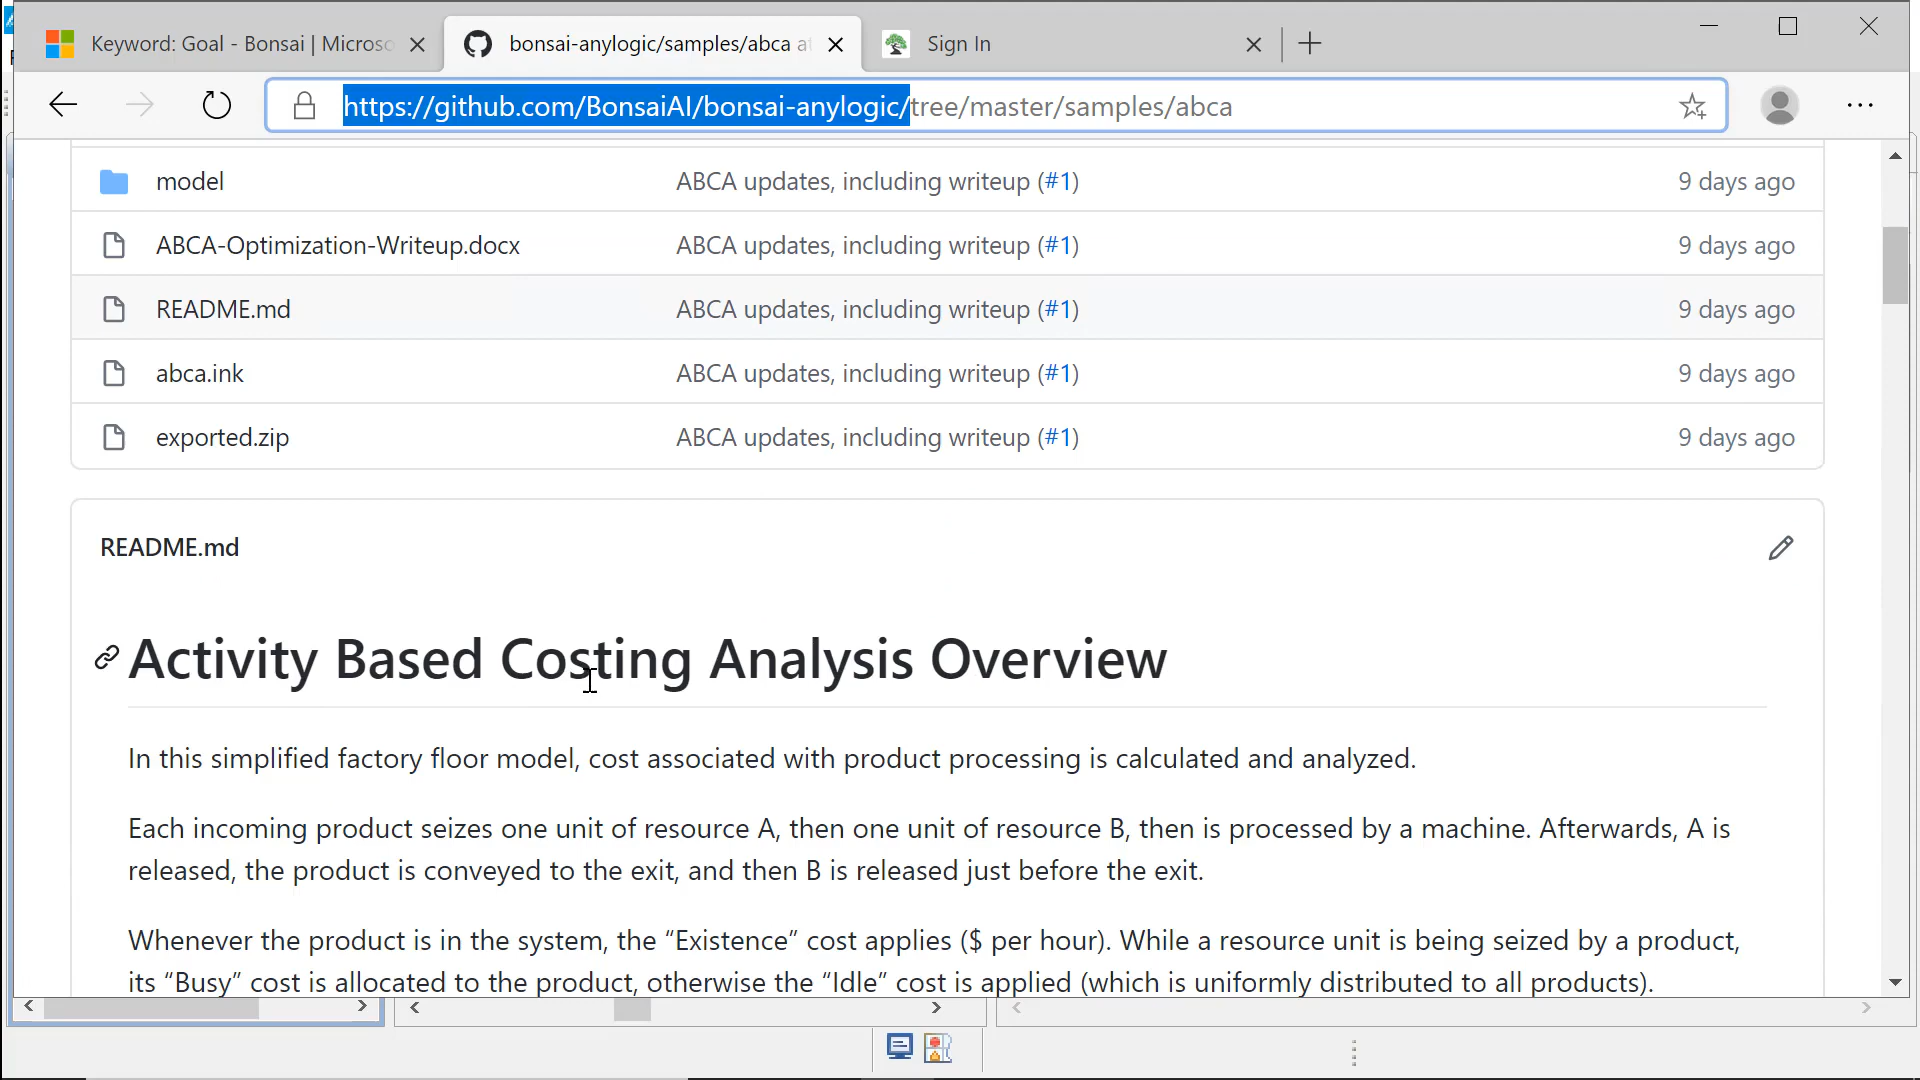 Keyword: Goal - Bonsai | Microso
bonsai-anylogic/samples/abca a
Sign In
https://github.com/BonsaiAI/bonsai-anylogic/tree/master/samples/abca
model ABCA updates, including writeup (#1) 9 days ago
ABCA-Optimization-Writeup.docx ABCA updates, including writeup (#1) 9 days ago
README.md ABCA updates, including writeup (#1) 9 days ago
abca.ink ABCA updates, including writeup (#1) 9 days ago
exported.zip ABCA updates, including writeup (#1) 9 days ago
README.md
Activity Based Costing Analysis Overview
In this simplified factory floor model, cost associated with product processing is calculated and analyzed.
Each incoming product seizes one unit of resource A, then one unit of resource B, then is processed by a machine. Afterwards, A is
released, the product is conveyed to the exit, and then B is released just before the exit.
Whenever the product is in the system, the “Existence” cost applies ($ per hour). While a resource unit is being seized by a product,
its “Busy” cost is allocated to the product, otherwise the “Idle” cost is applied (which is uniformly distributed to all products).